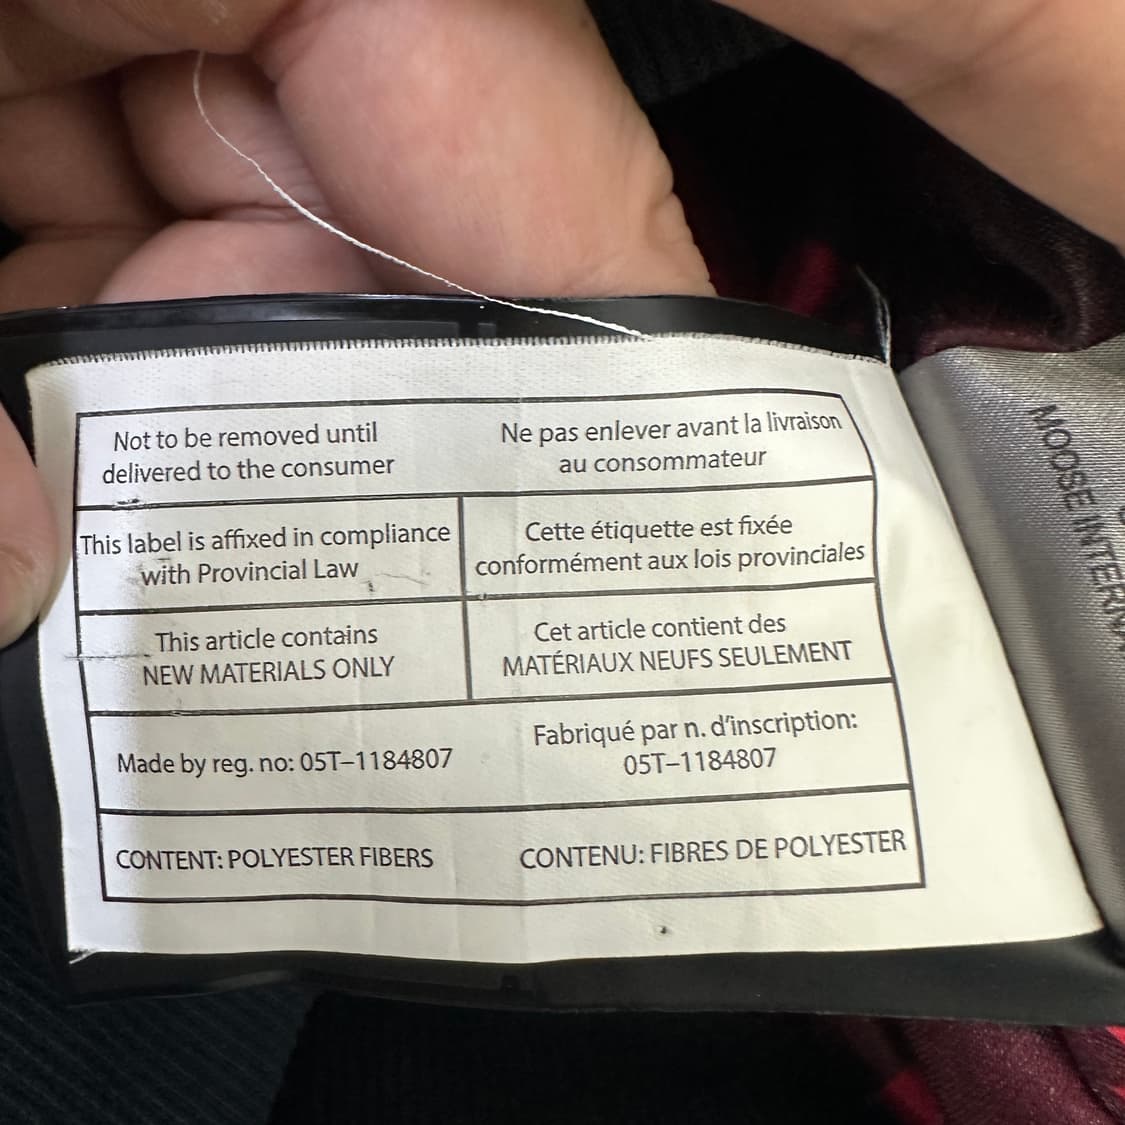 Not to be removed until
delivered to the consumer
Ne pas enlever avant la livraison
au consommateur
This label is affixed in compliance
with Provincial Law
Cette étiquette est fixée
conformément aux lois provinciales
This article contains
NEW MATERIALS ONLY
Cet article contient des
MATÉRIAUX NEUFS SEULEMENT
Made by reg. no: 05T–1184807
Fabriqué par n. d’inscription:
05T–1184807
CONTENT: POLYESTER FIBERS
CONTENU: FIBRES DE POLYESTER
MOOSE